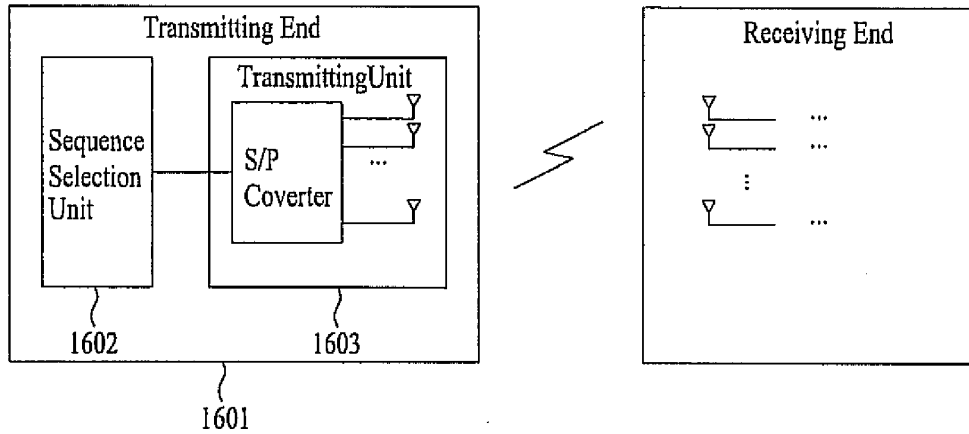 Transmitting End
Receiving End
TransmittingUnit
Sequence
Selection
Unit
S/P
Coverter
...
...
...
...
...
1602
1603
1601